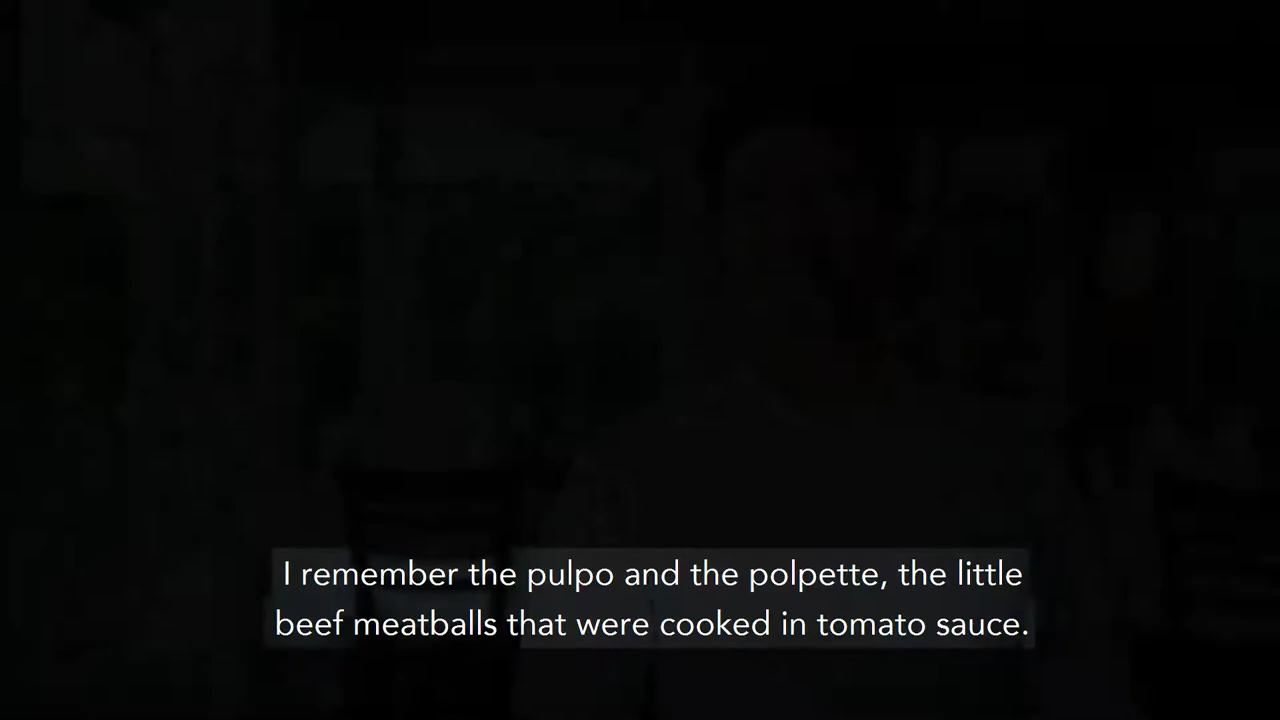 I remember the pulpo and the polpette, the little
beef meatballs that were cooked in tomato sauce.